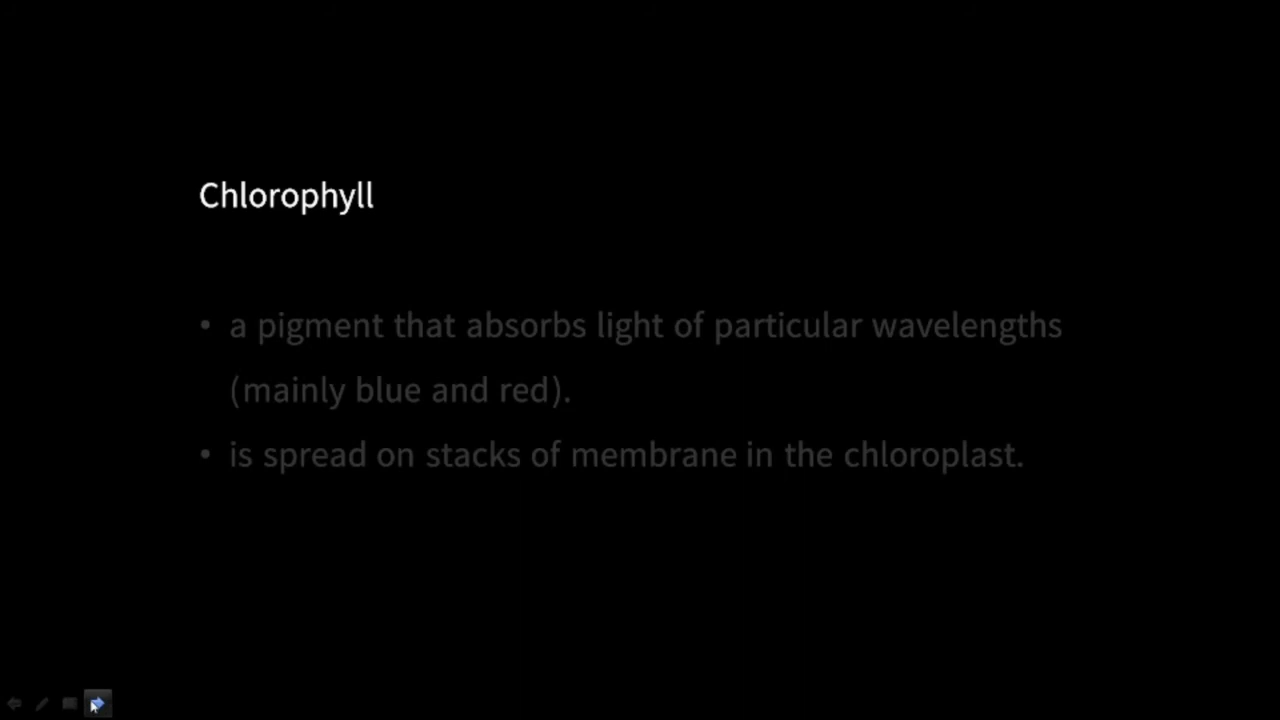 Chlorophyll
• a pigment that absorbs light of particular wavelengths
(mainly blue and red).
• is spread on stacks of membrane in the chloroplast.